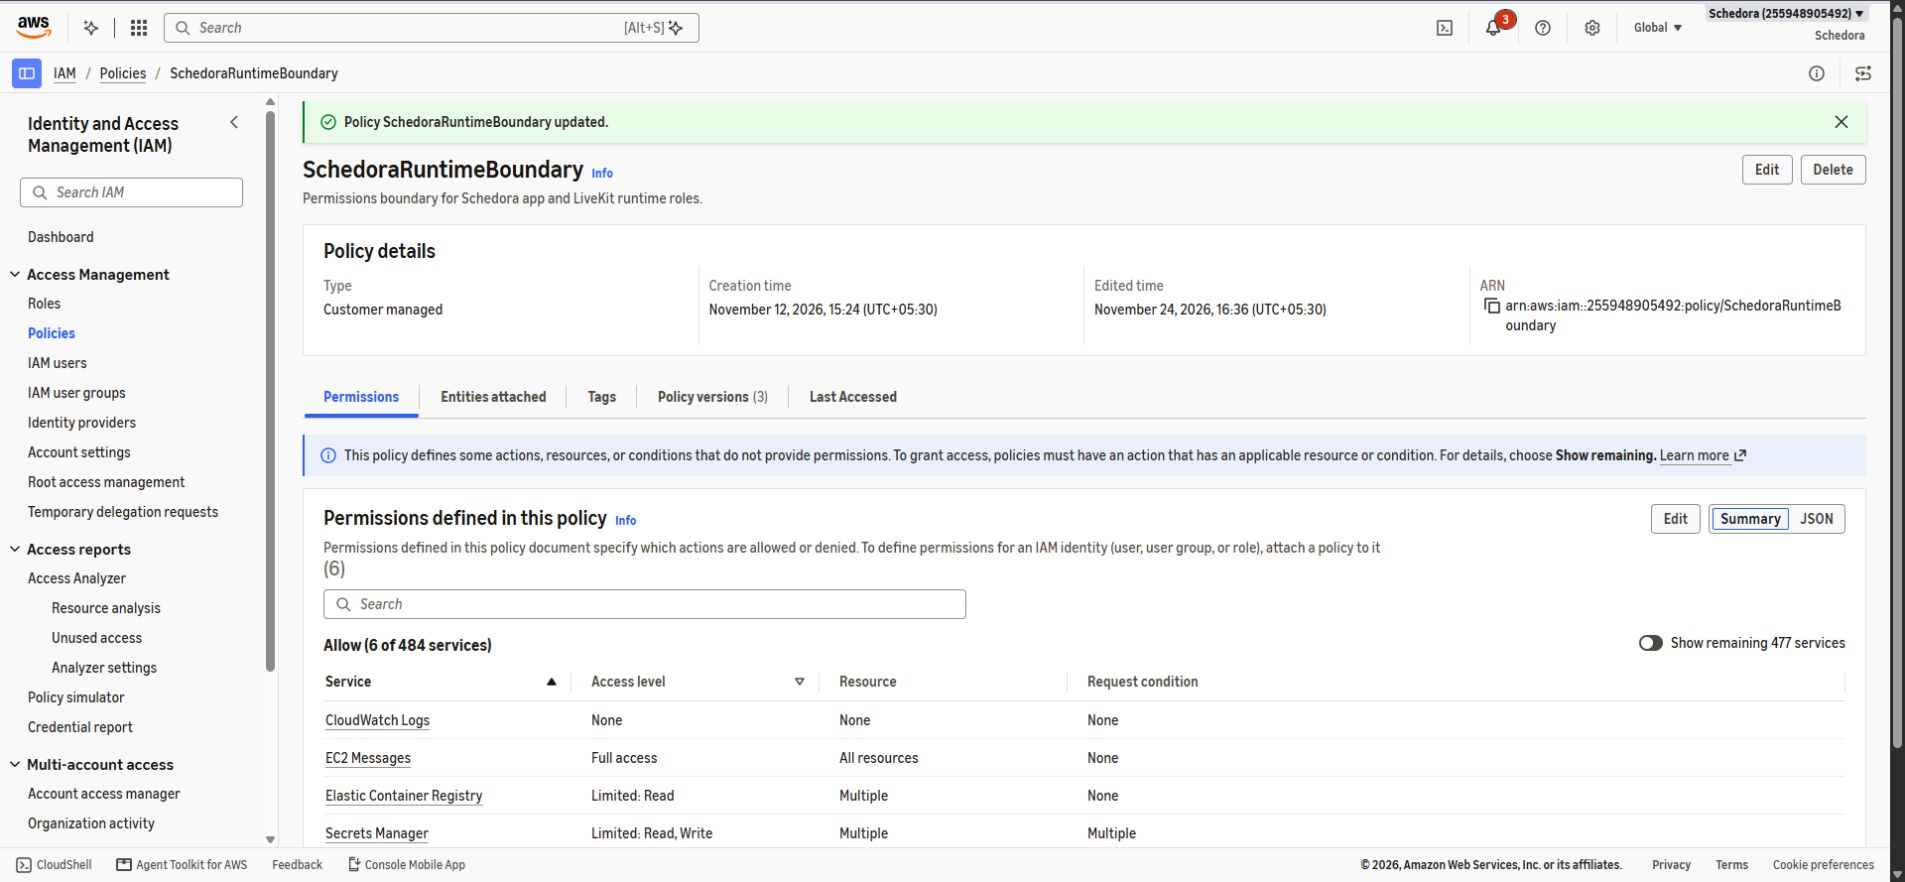 aws
Search [Alt+S]
3
Global
Schedora (255948905492)
Schedora
IAM / Policies / SchedoraRuntimeBoundary
Identity and Access
Management (IAM)
Search IAM
Dashboard
Access Management
Roles
Policies
IAM users
IAM user groups
Identity providers
Account settings
Root access management
Temporary delegation requests
Access reports
Access Analyzer
Resource analysis
Unused access
Analyzer settings
Policy simulator
Credential report
Multi-account access
Account access manager
Organization activity
Policy SchedoraRuntimeBoundary updated.
SchedoraRuntimeBoundary Info
Edit Delete
Permissions boundary for Schedora app and LiveKit runtime roles.
Policy details
Type
Customer managed
Creation time
November 12, 2026, 15:24 (UTC+05:30)
Edited time
November 24, 2026, 16:36 (UTC+05:30)
ARN
arn:aws:iam::255948905492:policy/SchedoraRuntimeB
oundary
Permissions Entities attached Tags Policy versions (3) Last Accessed
This policy defines some actions, resources, or conditions that do not provide permissions. To grant access, policies must have an action that has an applicable resource or condition. For details, choose Show remaining. Learn more
Permissions defined in this policy Info
Edit Summary JSON
Permissions defined in this policy document specify which actions are allowed or denied. To define permissions for an IAM identity (user, user group, or role), attach a policy to it
(6)
Search
Allow (6 of 484 services)
Show remaining 477 services
Service Access level Resource Request condition
CloudWatch Logs None None None
EC2 Messages Full access All resources None
Elastic Container Registry Limited: Read Multiple None
Secrets Manager Limited: Read, Write Multiple Multiple
CloudShell Agent Toolkit for AWS Feedback Console Mobile App
© 2026, Amazon Web Services, Inc. or its affiliates. Privacy Terms Cookie preferences